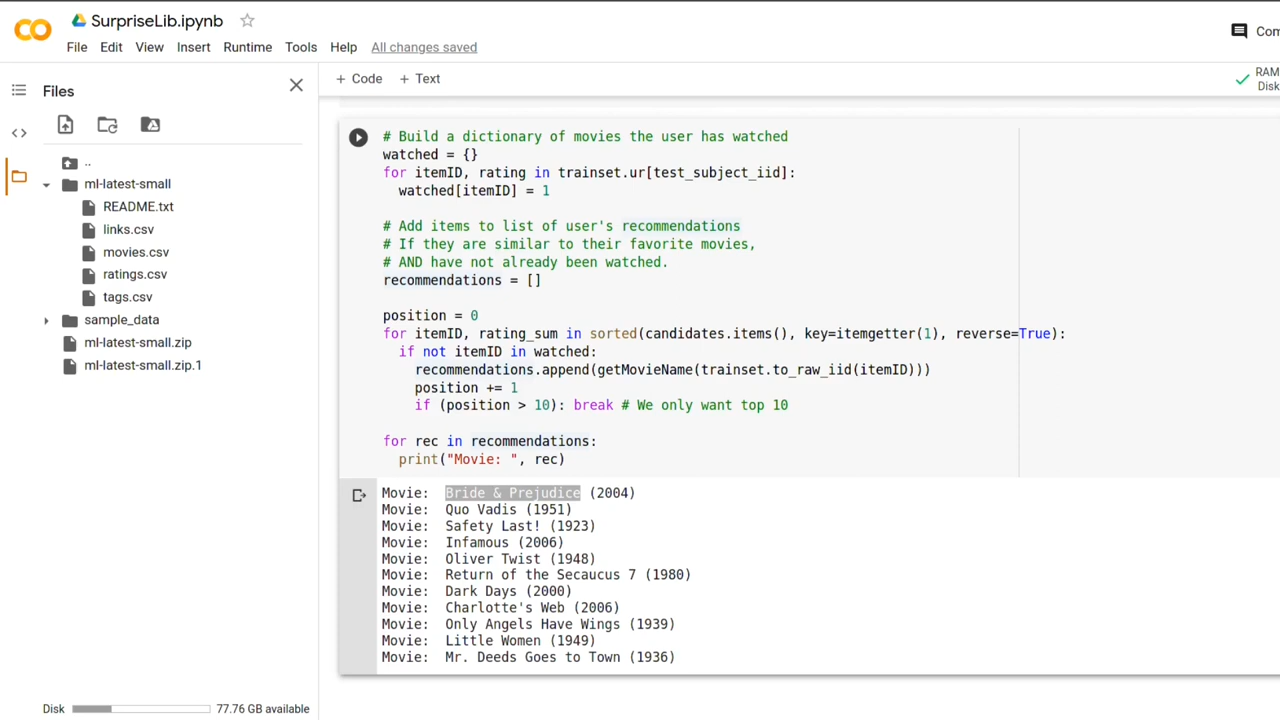 SurpriseLib.ipynb
File Edit View Insert Runtime Tools Help All changes saved
Com
Files
+ Code + Text
RAM
Disk
..
ml-latest-small
README.txt
links.csv
movies.csv
ratings.csv
tags.csv
sample_data
ml-latest-small.zip
ml-latest-small.zip.1
Disk 77.76 GB available
# Build a dictionary of movies the user has watched
watched = {}
for itemID, rating in trainset.ur[test_subject_iid]:
watched[itemID] = 1
# Add items to list of user's recommendations
# If they are similar to their favorite movies,
# AND have not already been watched.
recommendations = []
position = 0
for itemID, rating_sum in sorted(candidates.items(), key=itemgetter(1), reverse=True):
if not itemID in watched:
recommendations.append(getMovieName(trainset.to_raw_iid(itemID)))
position += 1
if (position > 10): break # We only want top 10
for rec in recommendations:
print("Movie: ", rec)
Movie: Bride & Prejudice (2004)
Movie: Quo Vadis (1951)
Movie: Safety Last! (1923)
Movie: Infamous (2006)
Movie: Oliver Twist (1948)
Movie: Return of the Secaucus 7 (1980)
Movie: Dark Days (2000)
Movie: Charlotte's Web (2006)
Movie: Only Angels Have Wings (1939)
Movie: Little Women (1949)
Movie: Mr. Deeds Goes to Town (1936)